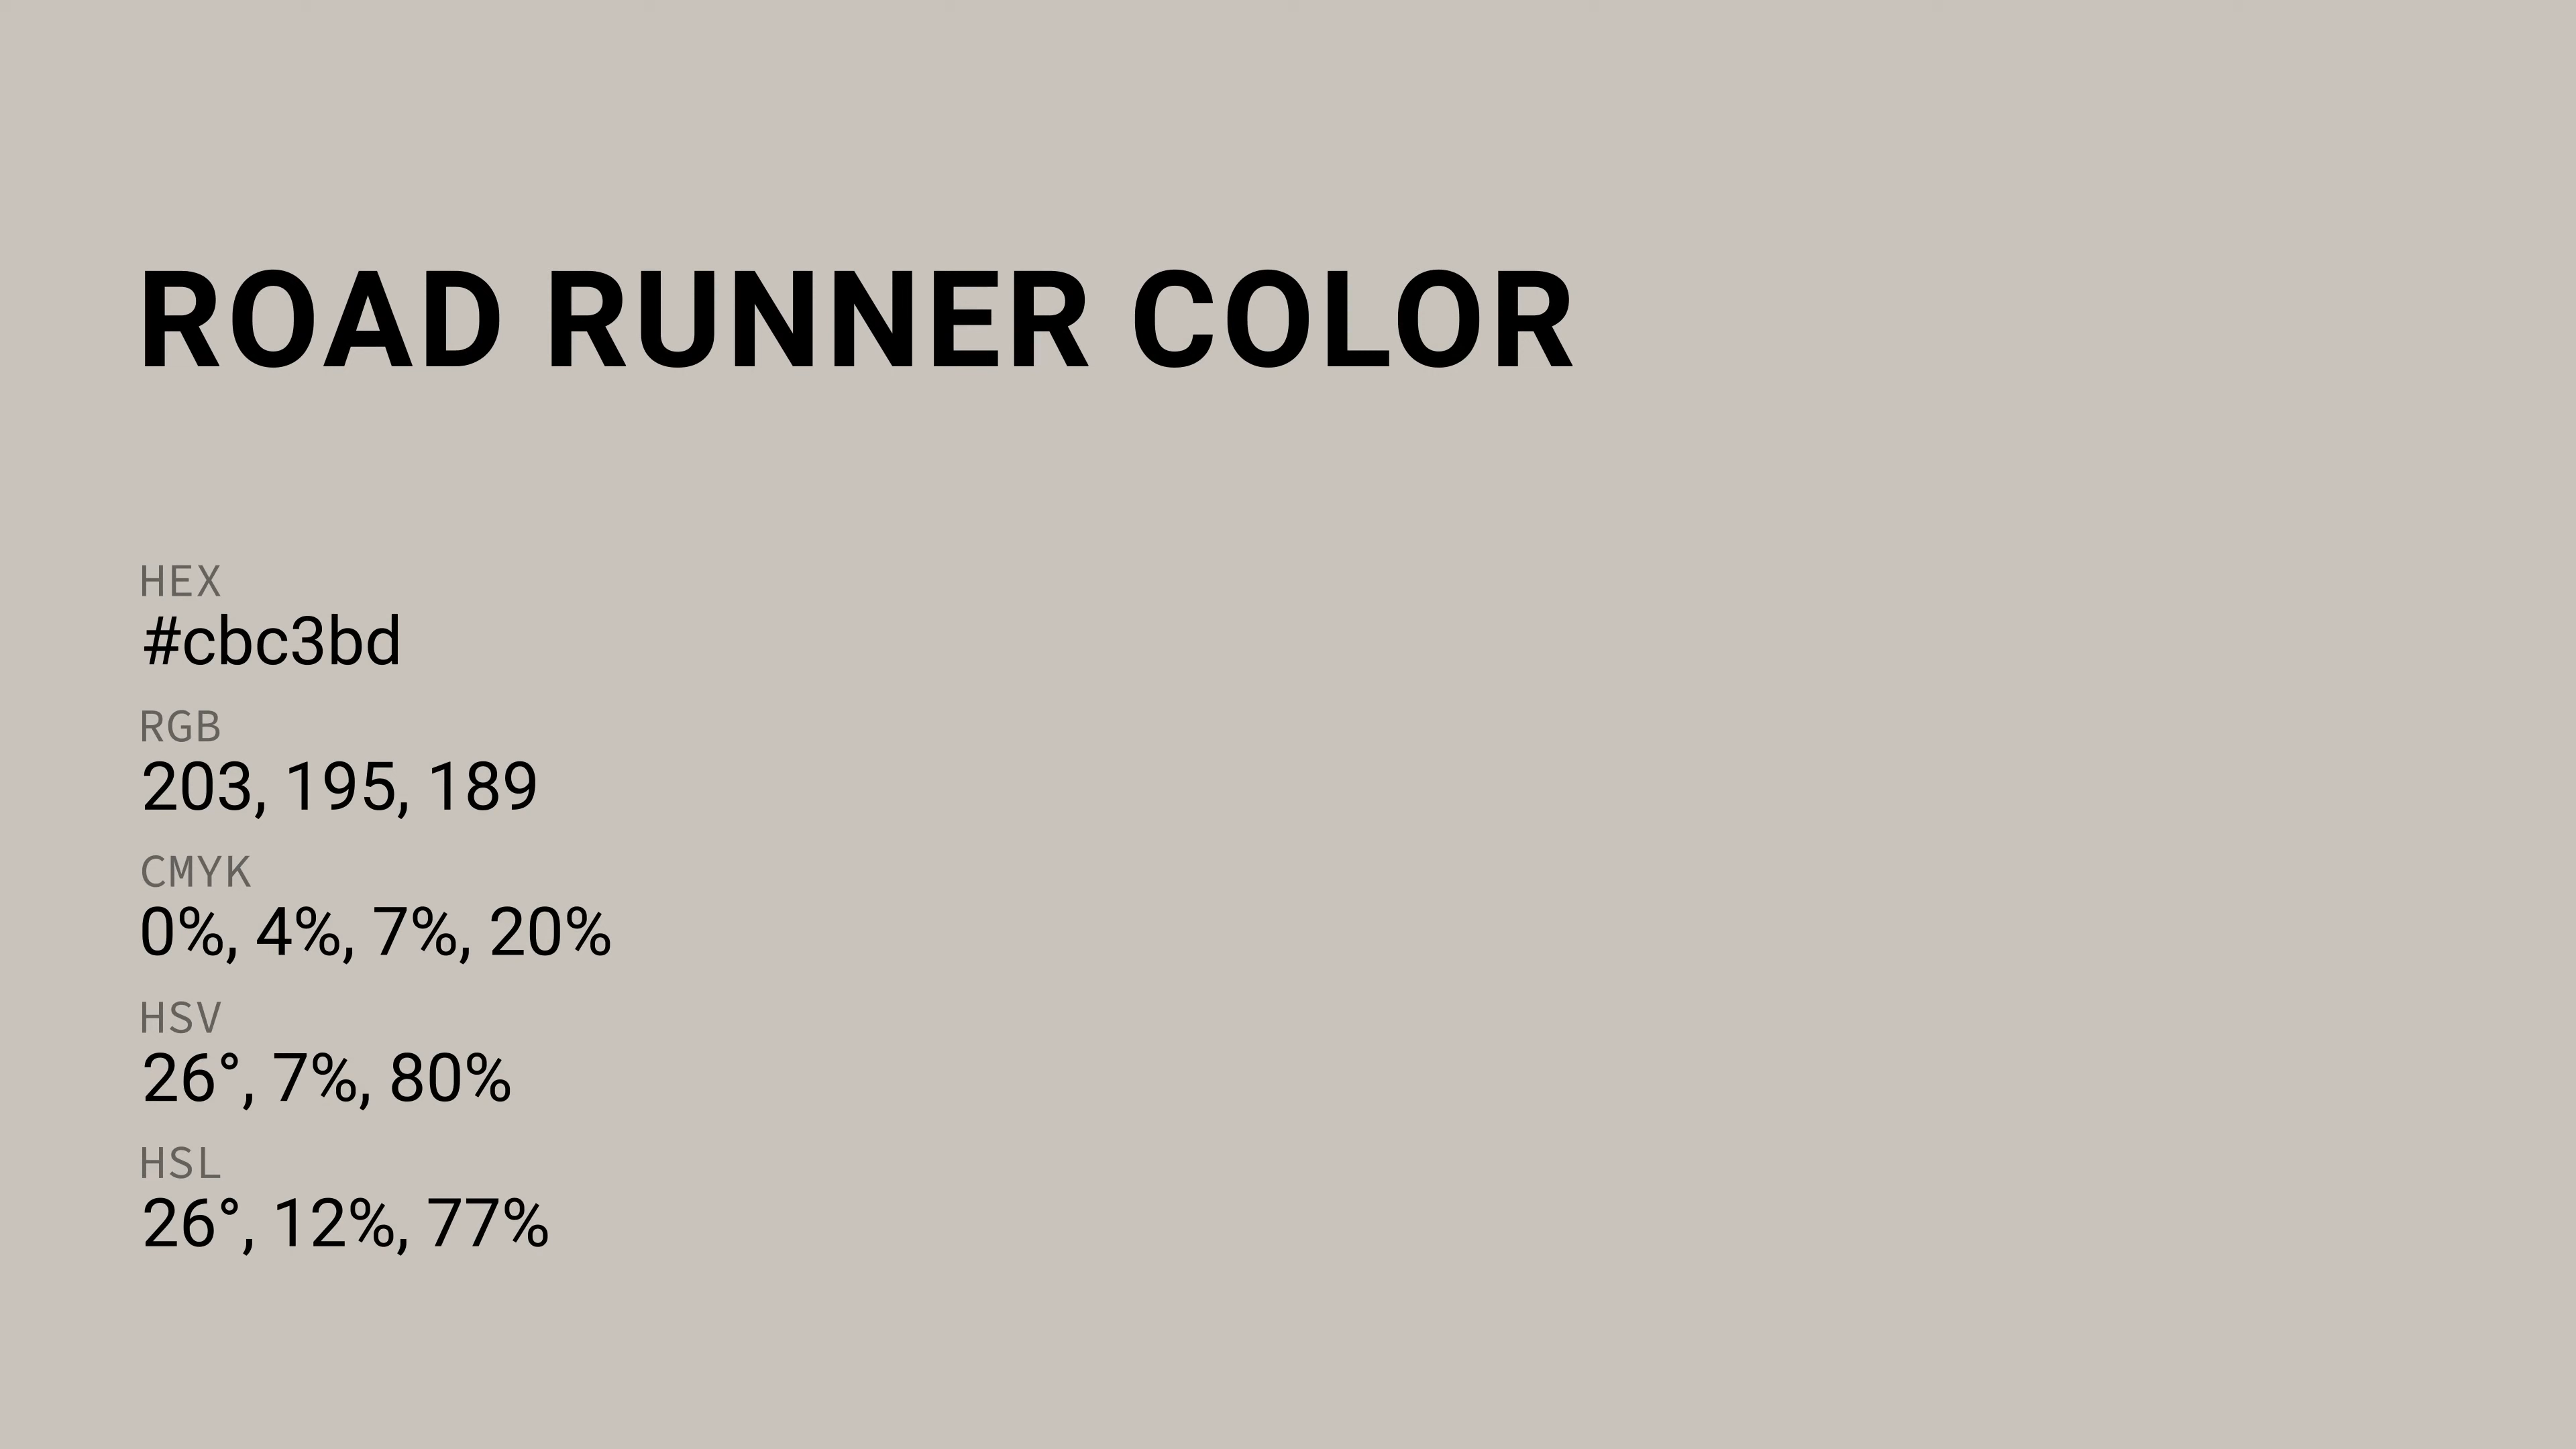 ROAD RUNNER COLOR
HEX
#cbc3bd
RGB
203, 195, 189
CMYK
0%, 4%, 7%, 20%
HSV
26°, 7%, 80%
HSL
26°, 12%, 77%